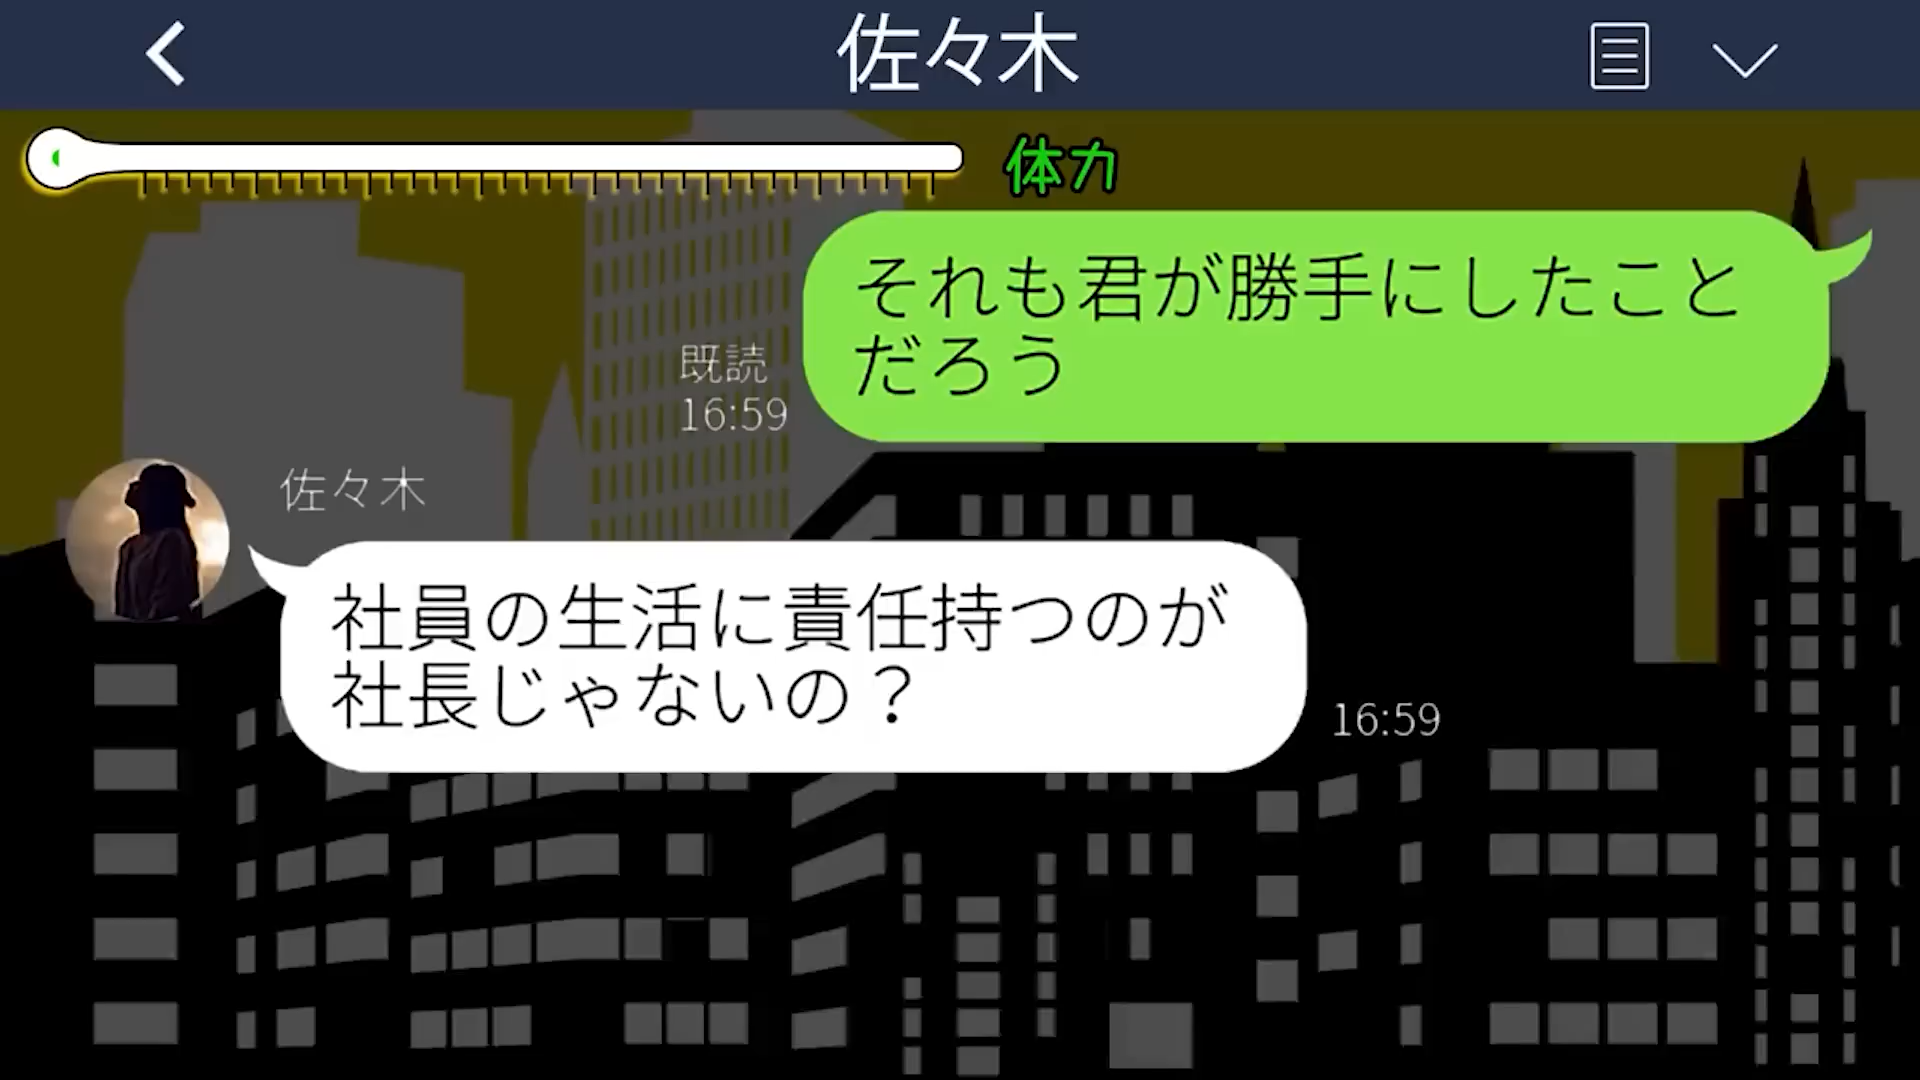 佐々木
体力
それも君が勝手にしたこと
だろう
既読
16:59
佐々木
社員の生活に責任持つのが
社長じゃないの？
16:59